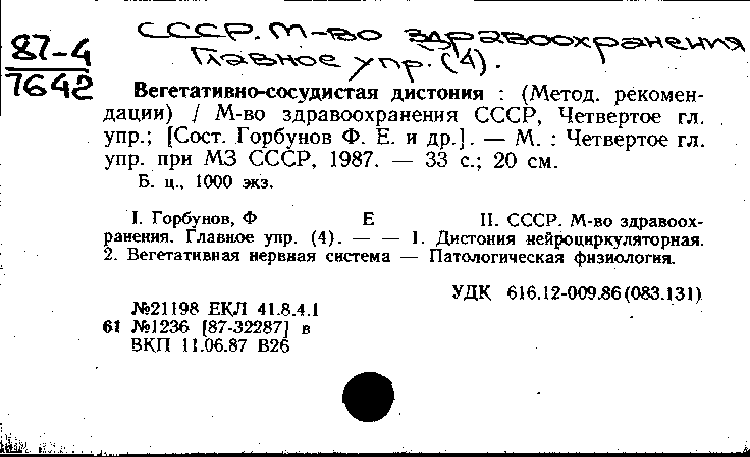 СССР. М-во здравоохранения
87-4
Главное упр. (4).
7642
Вегетативно-сосудистая дистония : (Метод. рекомен-
дации) / М-во здравоохранения СССР, Четвертое гл.
упр.; [Сост. Горбунов Ф. Е. и др.]. — М. : Четвертое гл.
упр. при МЗ СССР, 1987. — 33 с.; 20 см.
Б. ц., 1000 экз.
I. Горбунов, Ф Е II. СССР. М-во здравоох-
ранения. Главное упр. (4). — — 1. Дистония нейроциркуляторная.
2. Вегетативная нервная система — Патологическая физиология.
УДК 616.12-009.86(083.131)
№21198 ЕКЛ 41.8.4.1
61 №1236 [87-32287] в
ВКП 11.06.87 В26